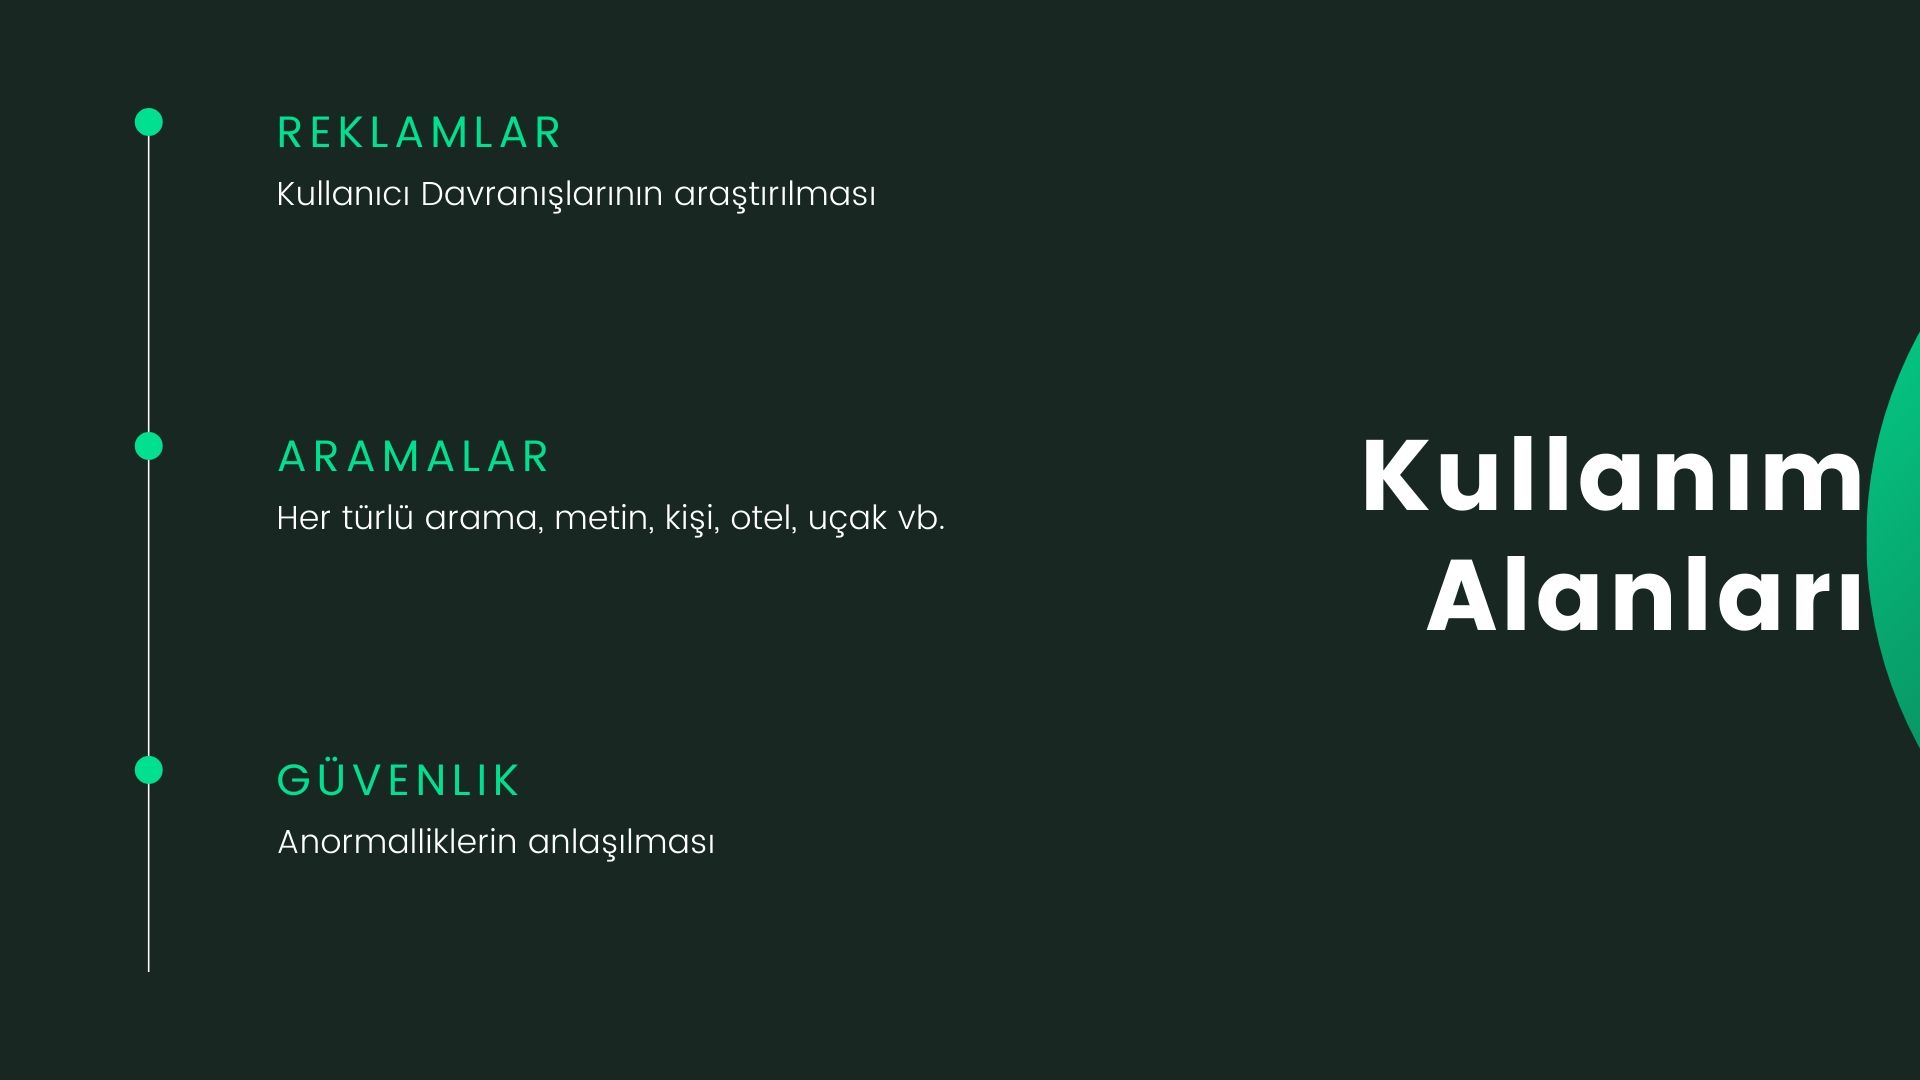 REKLAMLAR
Kullanıcı Davranışlarının araştırılması
ARAMALAR
Her türlü arama, metin, kişi, otel, uçak vb.
GÜVENLIK
Anormalliklerin anlaşılması
Kullanım
Alanları